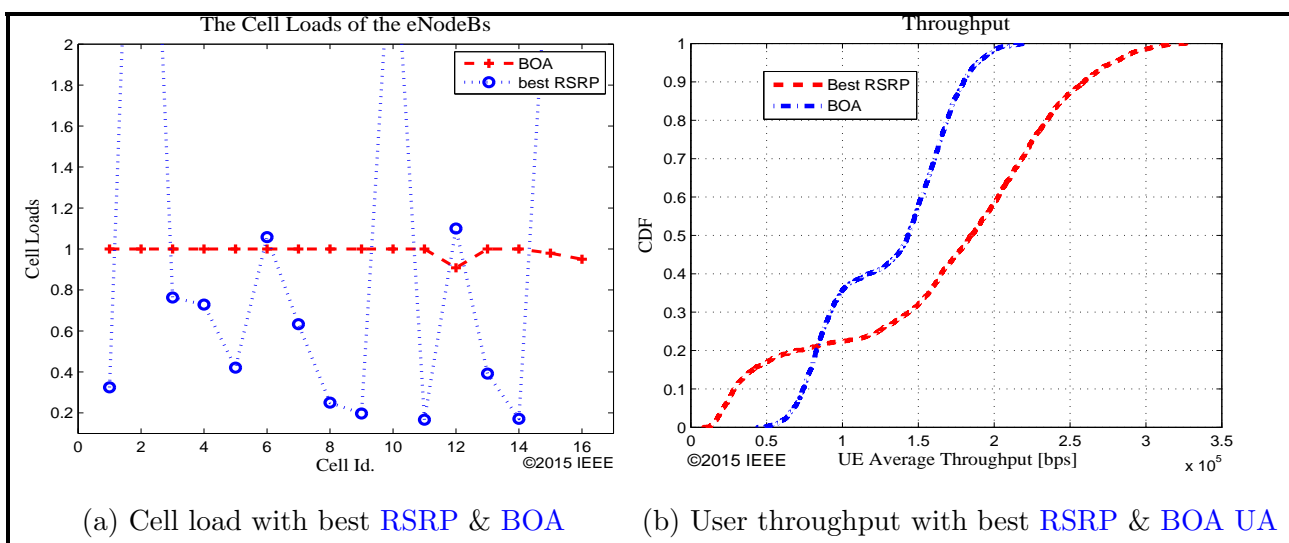 The Cell Loads of the eNodeBs
2
1.8
1.6
1.4
1.2
1
0.8
0.6
0.4
0.2
Cell Loads
BOA
best RSRP
0 2 4 6 8 10 12 14 16
Cell Id.
©2015 IEEE
(a) Cell load with best RSRP & BOA
Throughput
1
0.9
0.8
0.7
0.6
0.5
0.4
0.3
0.2
0.1
0
CDF
Best RSRP
BOA
0 0.5 1 1.5 2 2.5 3 3.5
x 10^5
©2015 IEEE
UE Average Throughput [bps]
(b) User throughput with best RSRP & BOA UA